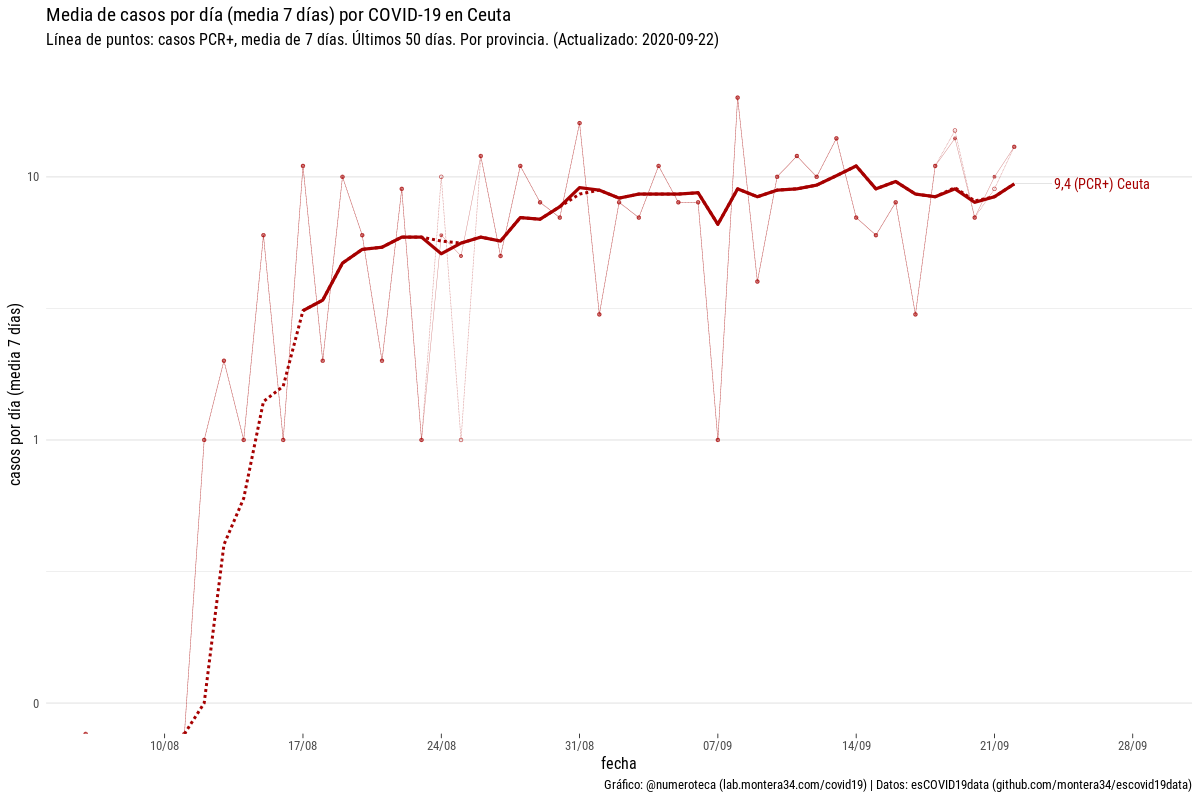 Media de casos por día (media 7 días) por COVID-19 en Ceuta
Línea de puntos: casos PCR+, media de 7 días. Últimos 50 días. Por provincia. (Actualizado: 2020-09-22)
casos por día (media 7 días)
10
1
0
9,4 (PCR+) Ceuta
10/08
17/08
24/08
31/08
07/09
14/09
21/09
28/09
fecha
Gráfico: @numeroteca (lab.montera34.com/covid19) | Datos: esCOVID19data (github.com/montera34/escovid19data)